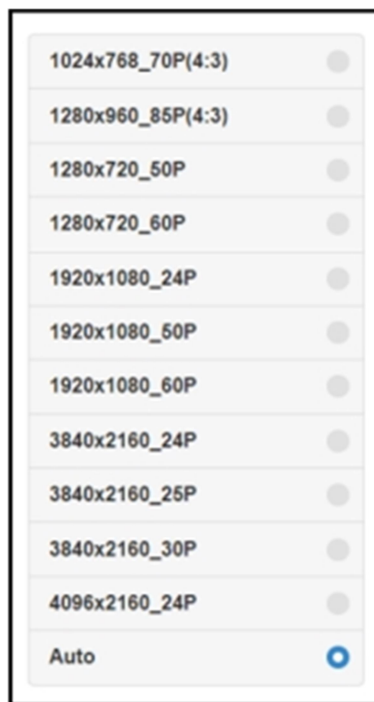 1024x768_70P(4:3)
1280x960_85P(4:3)
1280x720_50P
1280x720_60P
1920x1080_24P
1920x1080_50P
1920x1080_60P
3840x2160_24P
3840x2160_25P
3840x2160_30P
4096x2160_24P
Auto